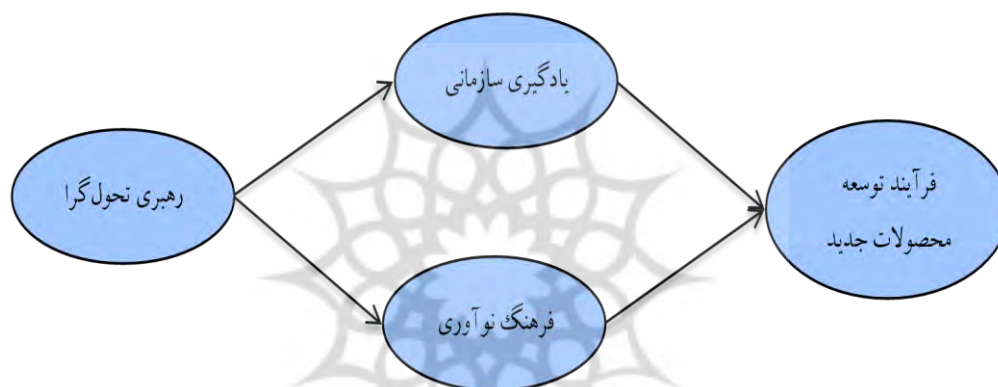 یادگیری سازمانی
رهبری تحول‌گرا
فرآیند توسعه
محصولات جدید
فرهنگ نوآوری